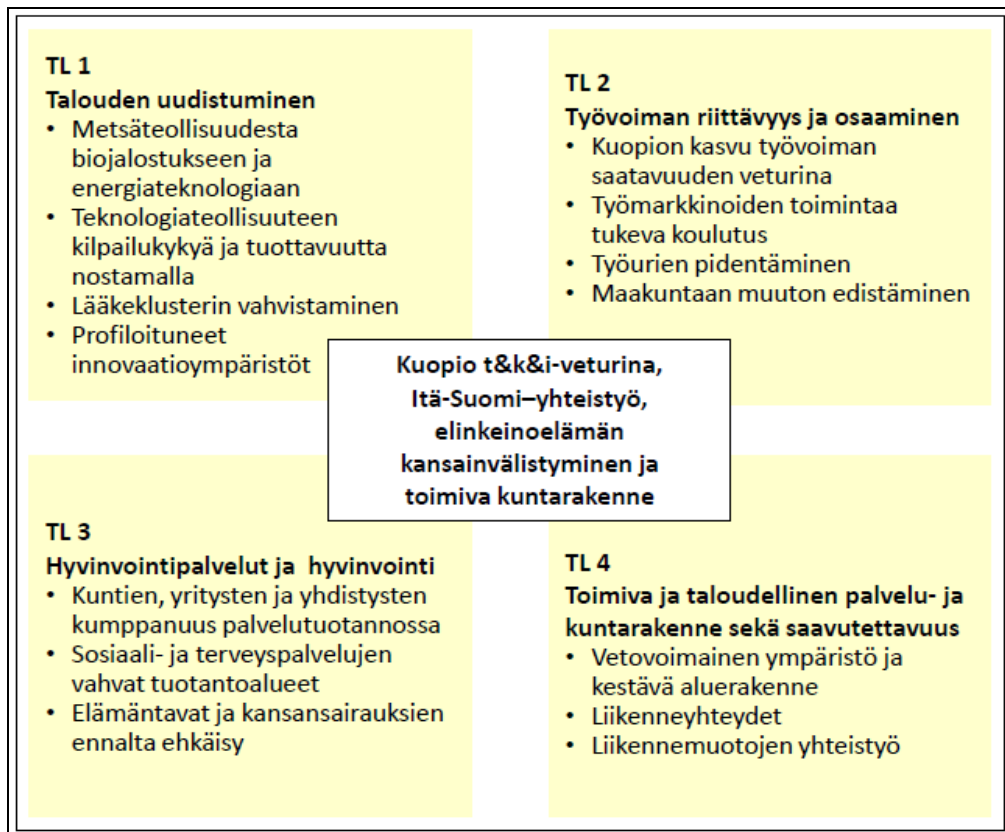 TL 1
Talouden uudistuminen
• Metsäteollisuudesta
biojalostukseen ja
energiateknologiaan
• Teknologiateollisuuteen
kilpailukykyä ja tuottavuutta
nostamalla
• Lääkeklusterin vahvistaminen
• Profiloituneet
innovaatioympäristöt
TL 2
Työvoiman riittävyys ja osaaminen
• Kuopion kasvu työvoiman
saatavuuden veturina
• Työmarkkinoiden toimintaa
tukeva koulutus
• Työurien pidentäminen
• Maakuntaan muuton edistäminen
Kuopio t&k&i-veturina,
Itä-Suomi–yhteistyö,
elinkeinoelämän
kansainvälistyminen ja
toimiva kuntarakenne
TL 3
Hyvinvointipalvelut ja hyvinvointi
• Kuntien, yritysten ja yhdistysten
kumppanuus palvelutuotannossa
• Sosiaali- ja terveyspalvelujen
vahvat tuotantoalueet
• Elämäntavat ja kansansairauksien
ennalta ehkäisy
TL 4
Toimiva ja taloudellinen palvelu- ja
kuntarakenne sekä saavutettavuus
• Vetovoimainen ympäristö ja
kestävä aluerakenne
• Liikenneyhteydet
• Liikennemuotojen yhteistyö